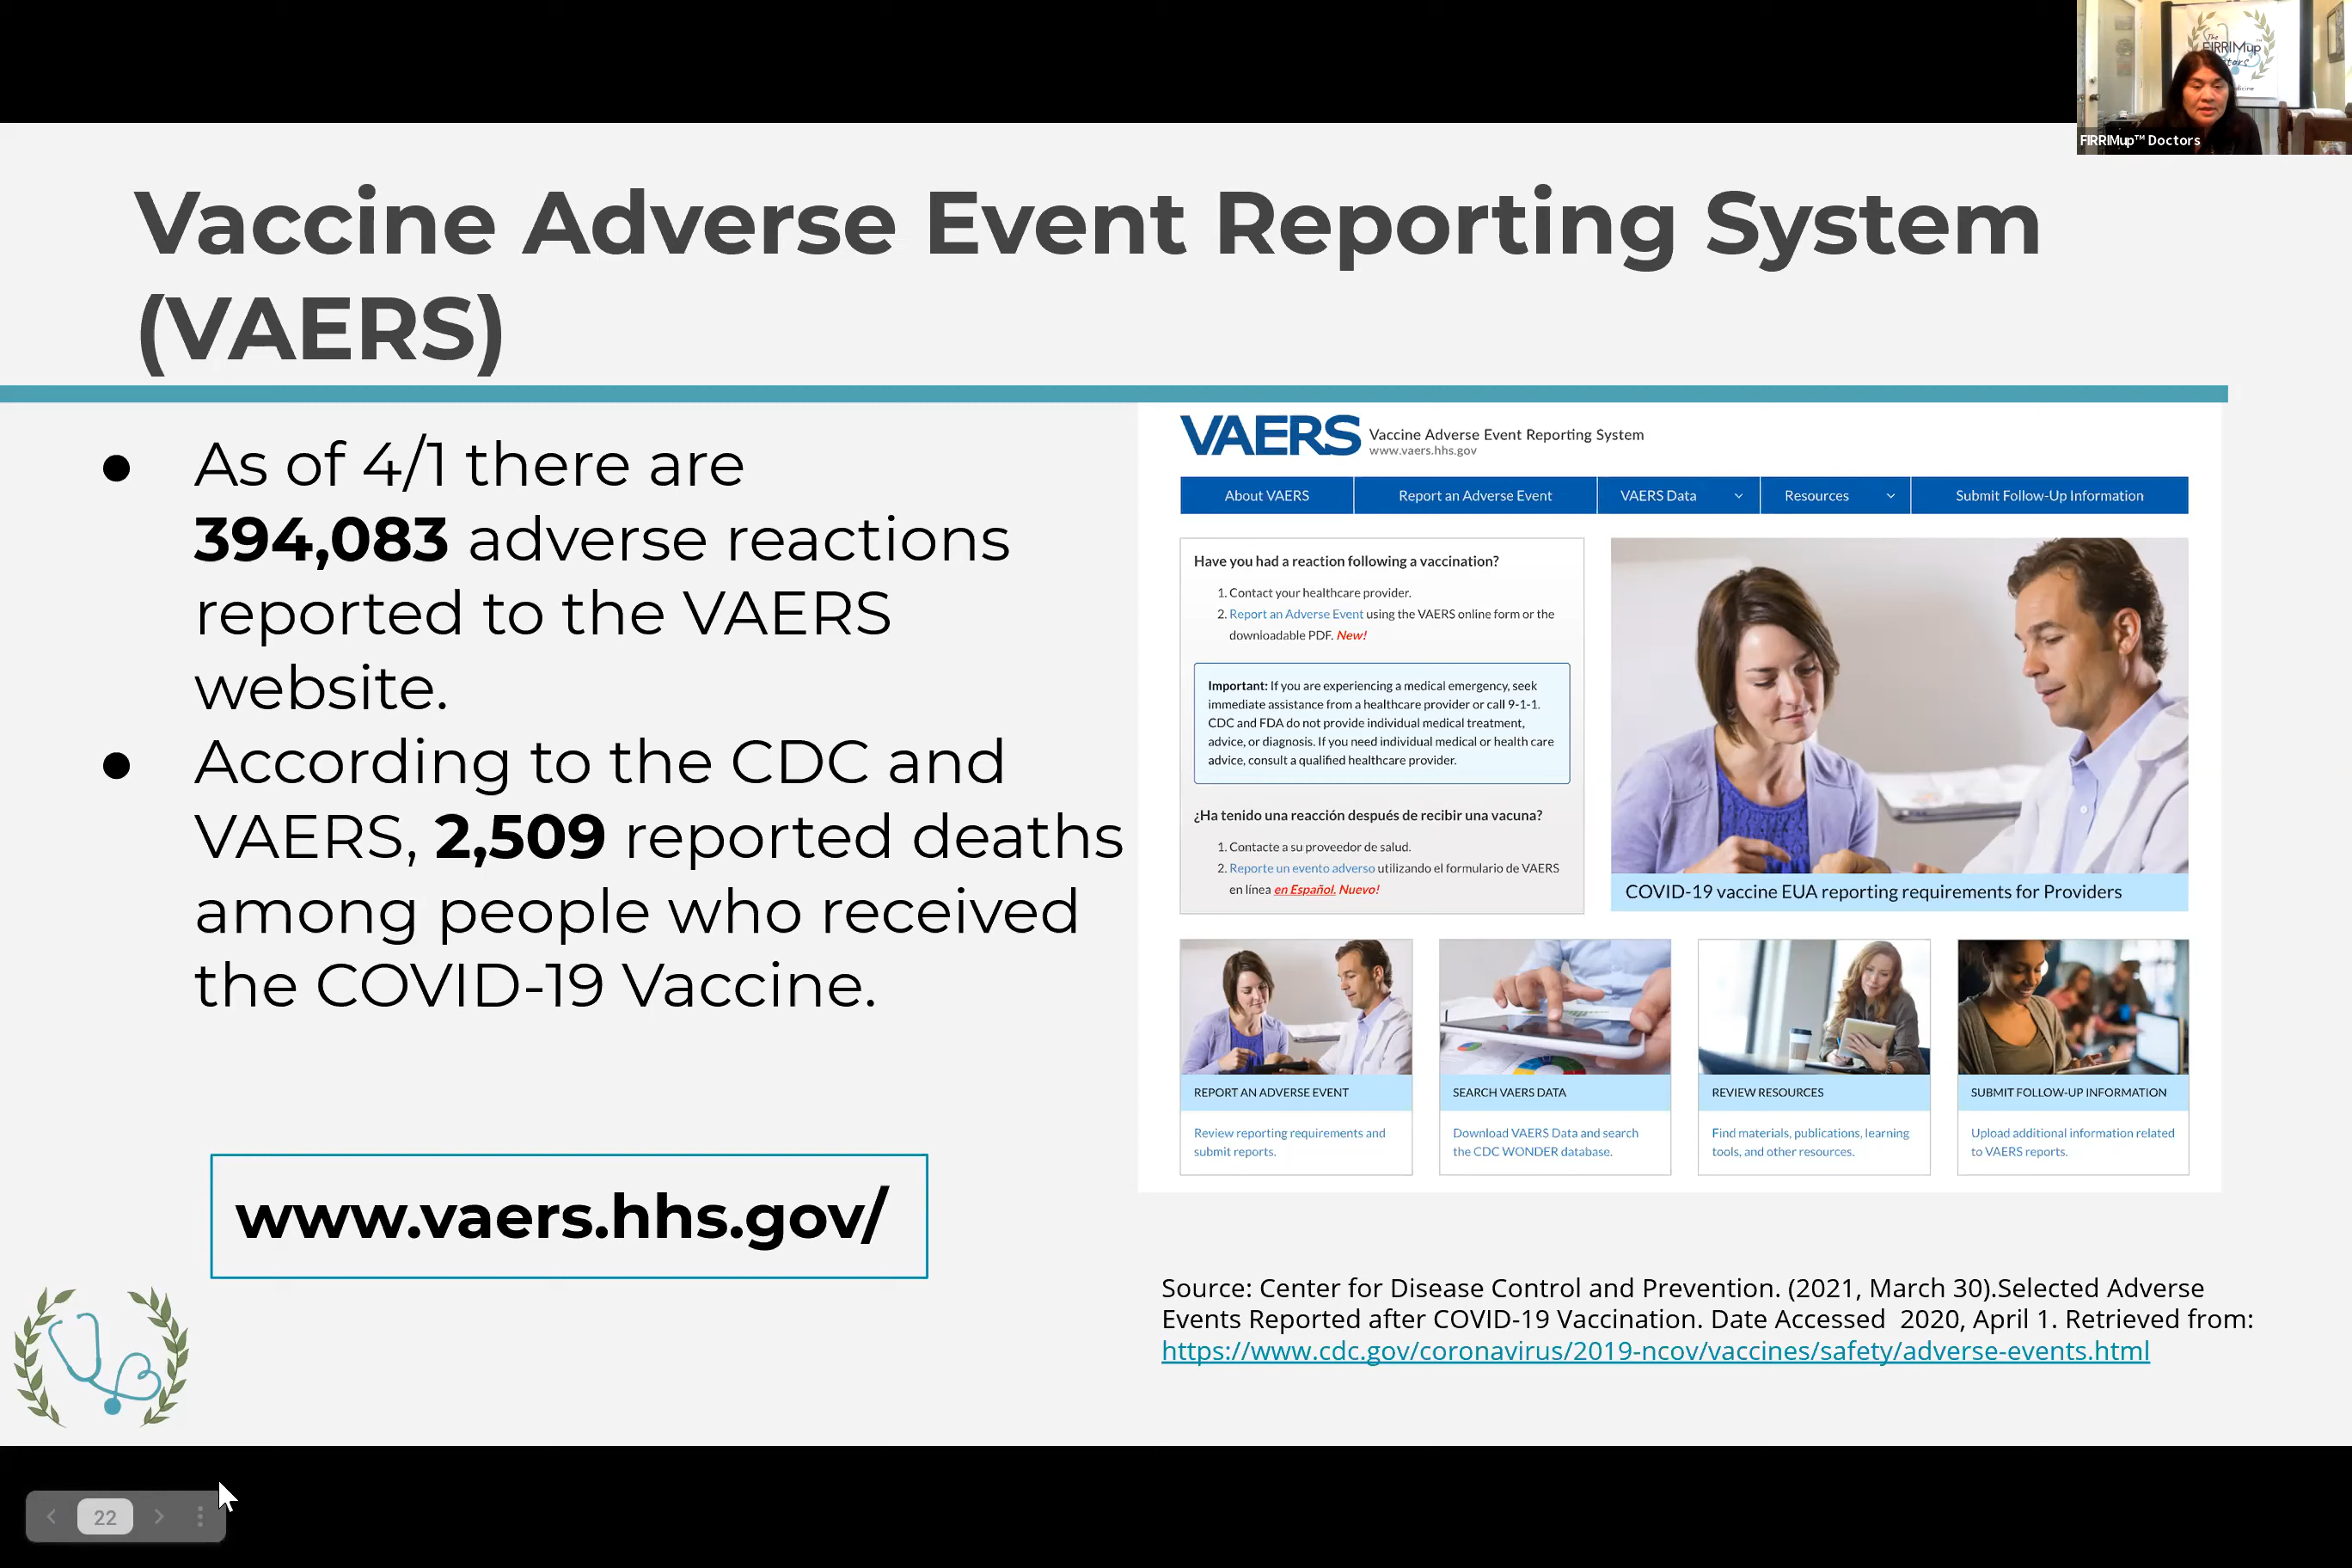 The
FIRRIMup™
FIRRIMup™ Doctors
Vaccine Adverse Event Reporting System
(VAERS)
● As of 4/1 there are
394,083 adverse reactions
reported to the VAERS
website.
● According to the CDC and
VAERS, 2,509 reported deaths
among people who received
the COVID-19 Vaccine.
www.vaers.hhs.gov/
VAERS Vaccine Adverse Event Reporting System
www.vaers.hhs.gov
About VAERS Report an Adverse Event VAERS Data Resources Submit Follow-Up Information
Have you had a reaction following a vaccination?
1. Contact your healthcare provider.
2. Report an Adverse Event using the VAERS online form or the
downloadable PDF. New!
Important: If you are experiencing a medical emergency, seek
immediate assistance from a healthcare provider or call 9-1-1.
CDC and FDA do not provide individual medical treatment,
advice, or diagnosis. If you need individual medical or health care
advice, consult a qualified healthcare provider.
¿Ha tenido una reacción después de recibir una vacuna?
1. Contacte a su proveedor de salud.
2. Reporte un evento adverso utilizando el formulario de VAERS
en línea en Español. Nuevo!
COVID-19 vaccine EUA reporting requirements for Providers
REPORT AN ADVERSE EVENT
Review reporting requirements and
submit reports.
SEARCH VAERS DATA
Download VAERS Data and search
the CDC WONDER database.
REVIEW RESOURCES
Find materials, publications, learning
tools, and other resources.
SUBMIT FOLLOW-UP INFORMATION
Upload additional information related
to VAERS reports.
Source: Center for Disease Control and Prevention. (2021, March 30).Selected Adverse
Events Reported after COVID-19 Vaccination. Date Accessed  2020, April 1. Retrieved from:
https://www.cdc.gov/coronavirus/2019-ncov/vaccines/safety/adverse-events.html
22